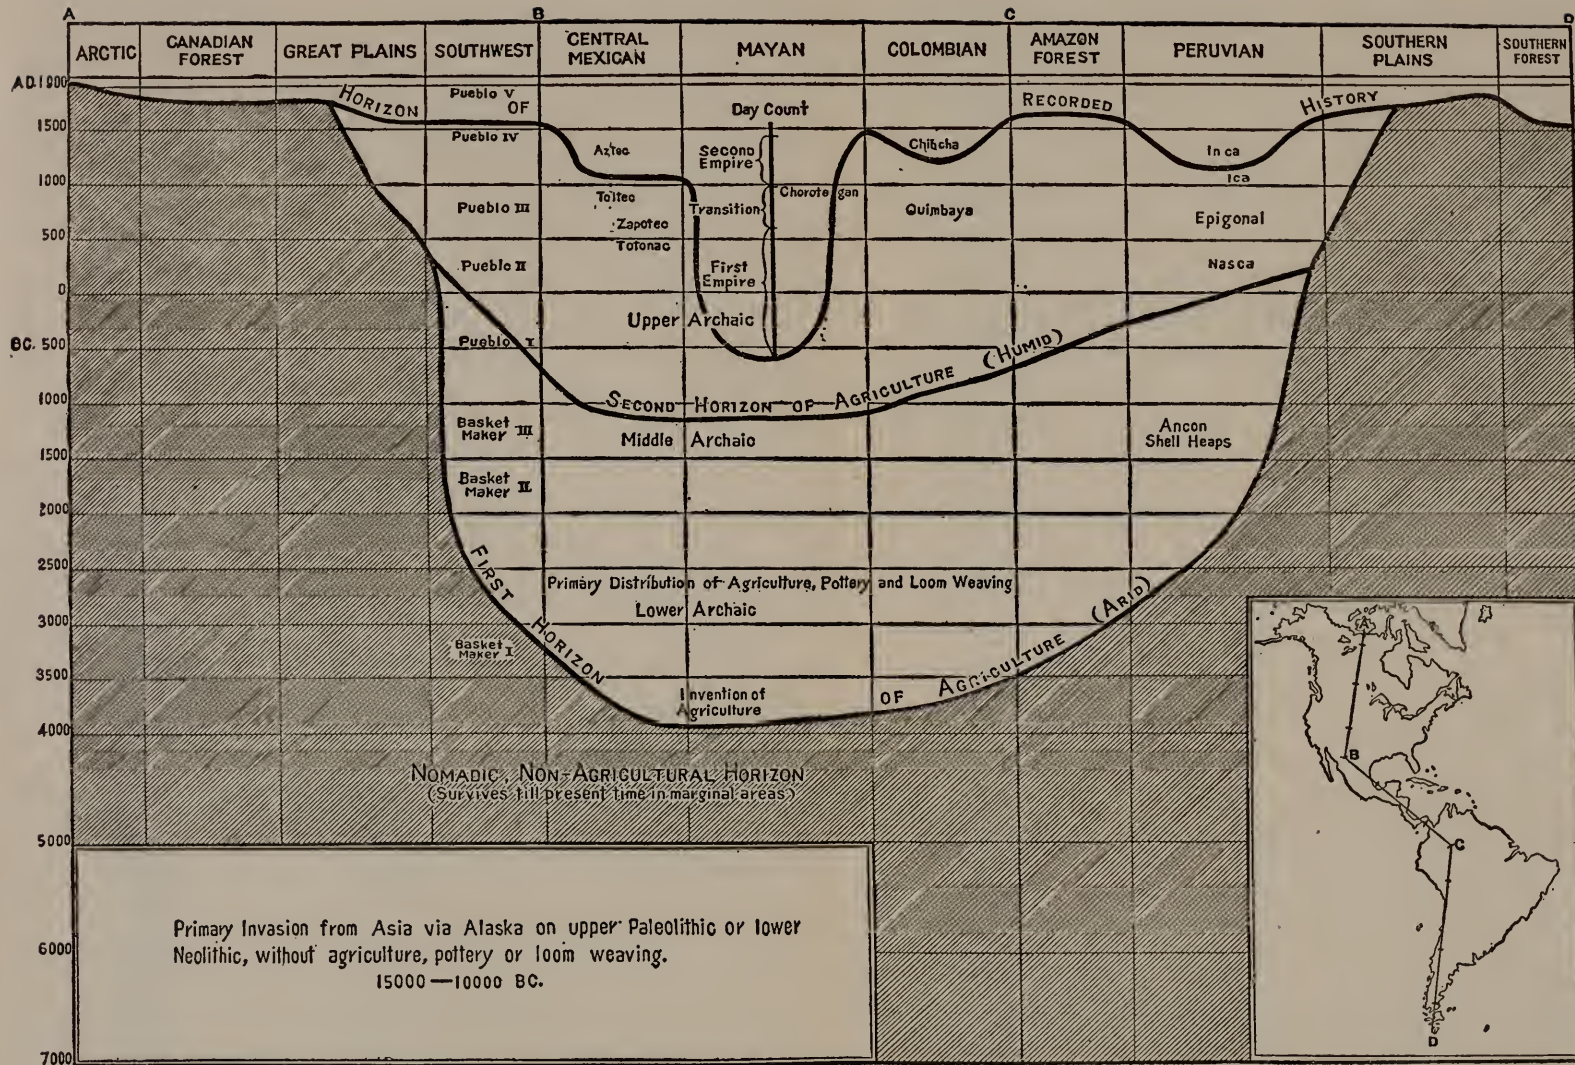 A B C D
ARCTIC
CANADIAN
FOREST
GREAT PLAINS
SOUTHWEST
CENTRAL
MEXICAN
MAYAN
COLOMBIAN
AMAZON
FOREST
PERUVIAN
SOUTHERN
PLAINS
SOUTHERN
FOREST
A.D.1900
1500
1000
500
0
BC. 500
1000
1500
2000
2500
3000
3500
4000
5000
6000
7000
HORIZON OF RECORDED HISTORY
Pueblo V
Pueblo IV
Pueblo III
Pueblo II
Pueblo I
Basket
Maker III
Basket
Maker II
Basket
Maker I
Aztec
Toltec
Zapotec
Totonac
Day Count
Second
Empire
Transition
First
Empire
Chorotegan
Chibcha
Quimbaya
Inca
Ica
Epigonal
Nasca
Upper Archaic
SECOND HORIZON OF AGRICULTURE (HUMID)
Middle Archaic
Ancon
Shell Heaps
Primary Distribution of Agriculture, Pottery and Loom Weaving
Lower Archaic
FIRST HORIZON OF AGRICULTURE (ARID)
Invention of
Agriculture
NOMADIC, NON-AGRICULTURAL HORIZON
(Survives till present time in marginal areas)
Primary Invasion from Asia via Alaska on upper Paleolithic or lower
Neolithic, without agriculture, pottery or loom weaving.
15000—10000 BC.
A
B
C
D